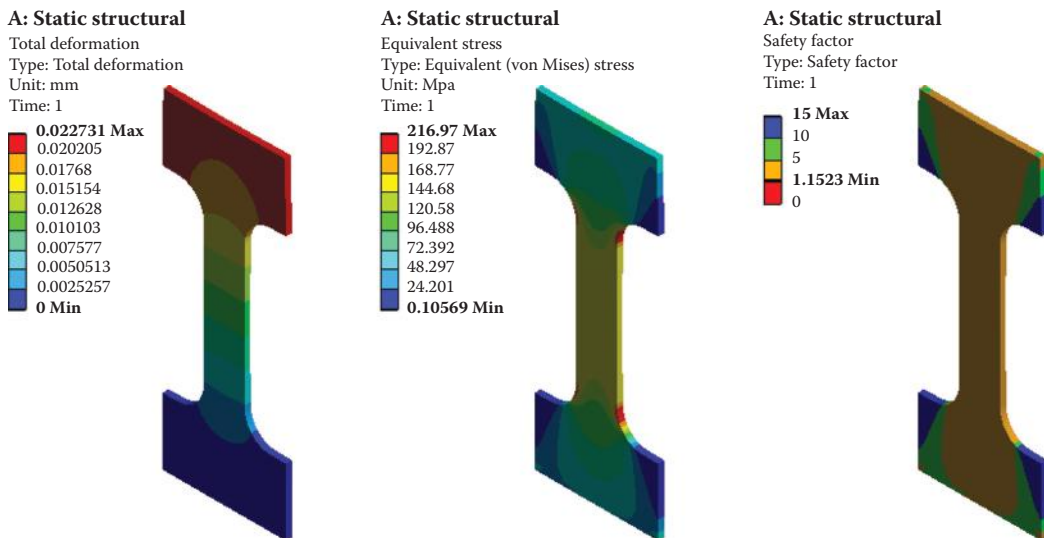 A: Static structural
Total deformation
Type: Total deformation
Unit: mm
Time: 1
0.022731 Max
0.020205
0.01768
0.015154
0.012628
0.010103
0.007577
0.0050513
0.0025257
0 Min
A: Static structural
Equivalent stress
Type: Equivalent (von Mises) stress
Unit: Mpa
Time: 1
216.97 Max
192.87
168.77
144.68
120.58
96.488
72.392
48.297
24.201
0.10569 Min
A: Static structural
Safety factor
Type: Safety factor
Time: 1
15 Max
10
5
1.1523 Min
0